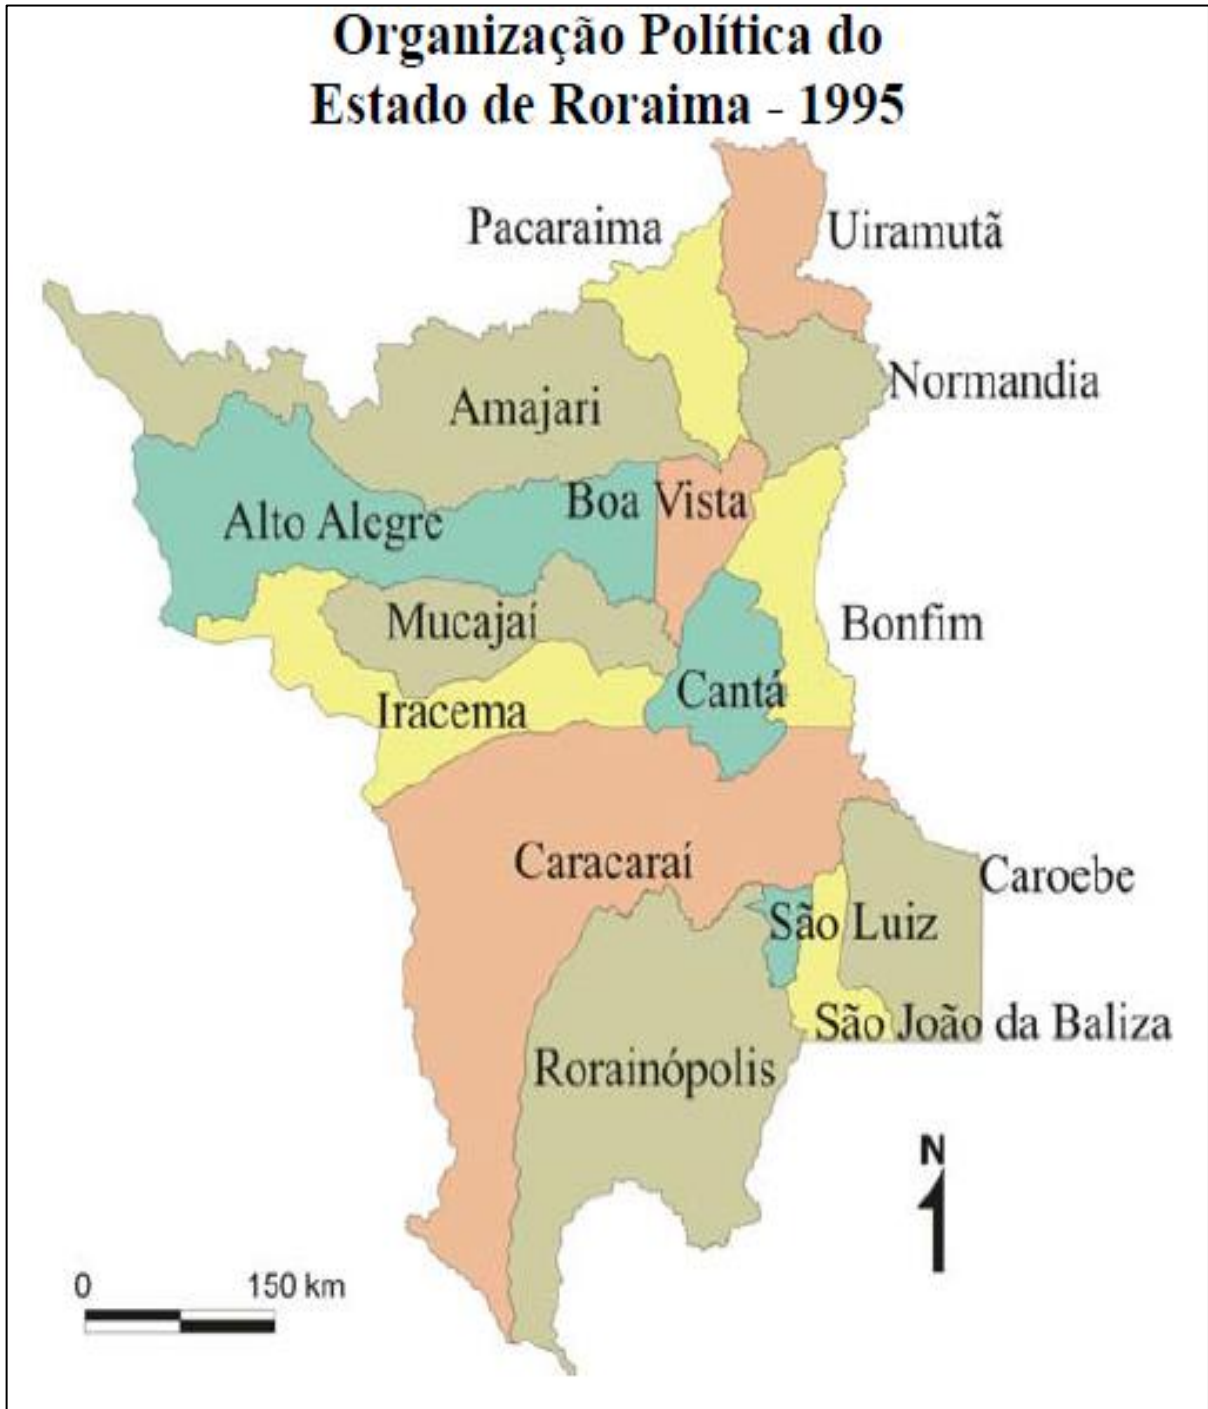 Organização Política do
Estado de Roraima - 1995
Pacaraima
Uiramutã
Normandia
Amajari
Boa Vista
Alto Alegre
Mucajaí
Bonfim
Cantá
Iracema
Caracaraí
Caroebe
São Luiz
São João da Baliza
Rorainópolis
N
0 150 km